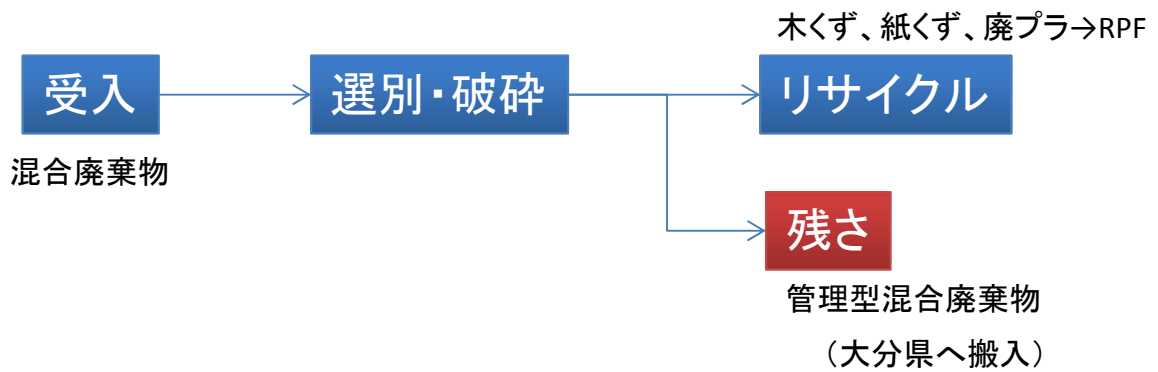 木くず、紙くず、廃プラ→RPF
受入
選別・破砕
リサイクル
混合廃棄物
残さ
管理型混合廃棄物
（大分県へ搬入）